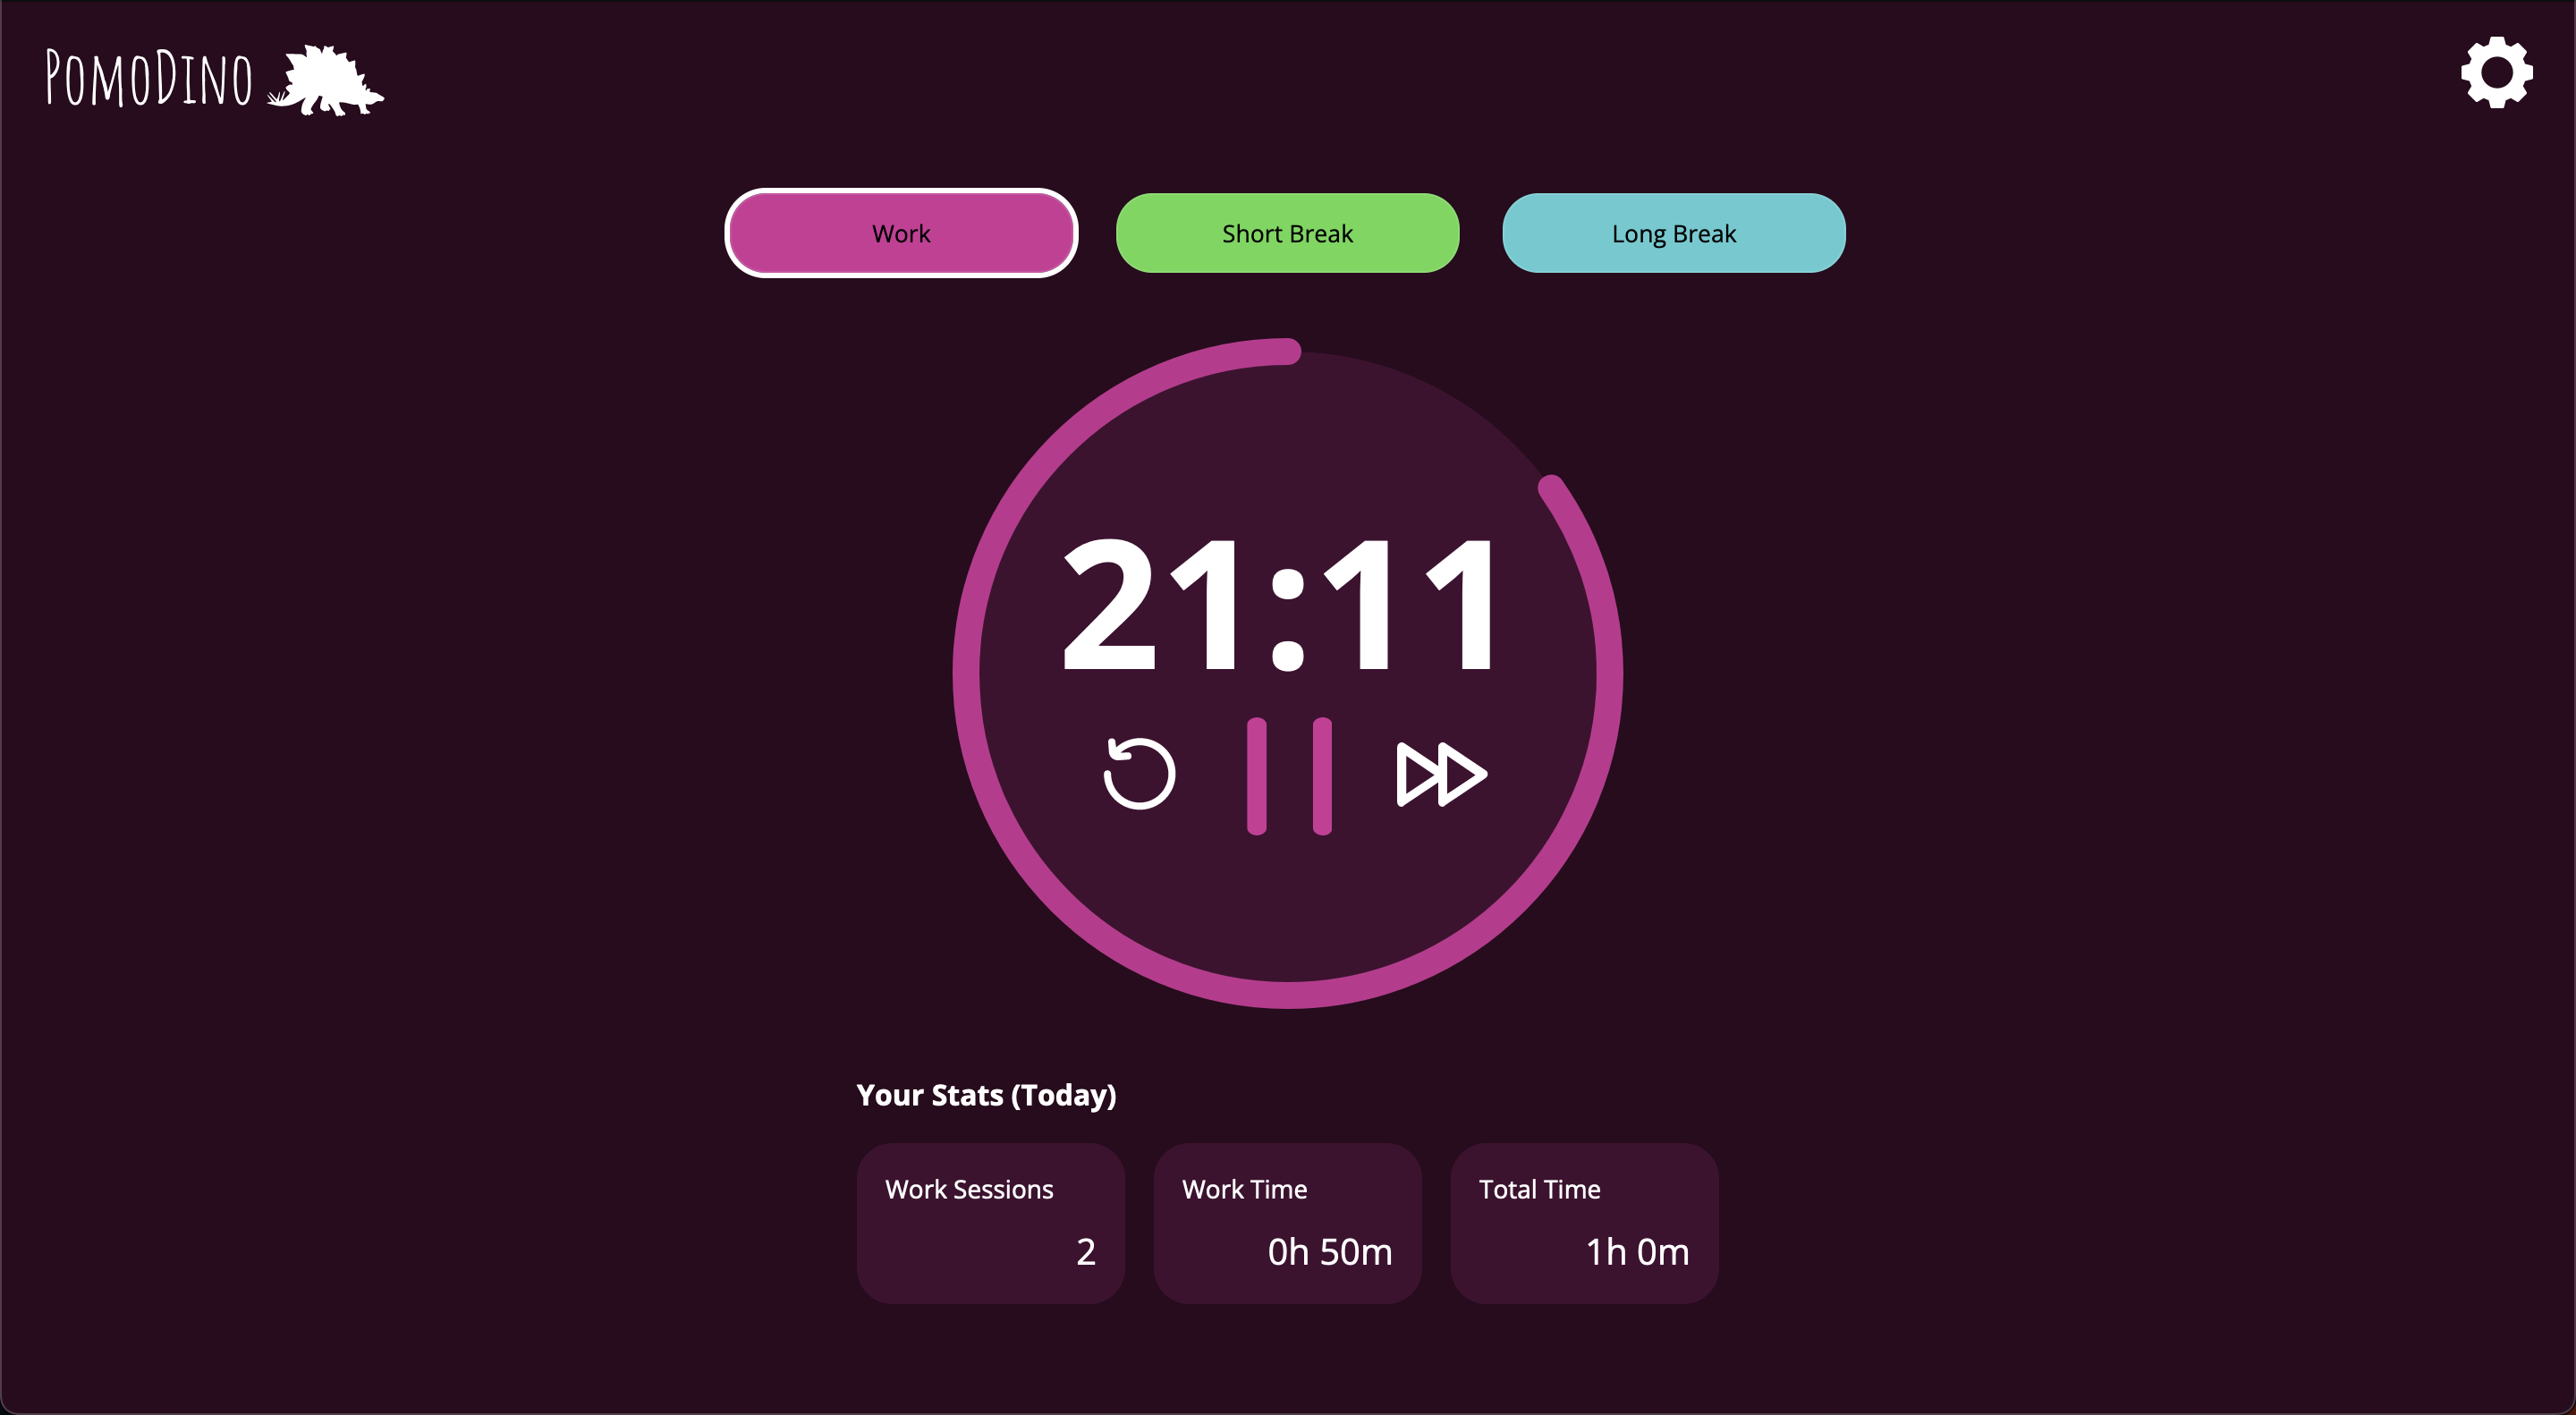 POMODINO
Work
Short Break
Long Break
21:11
Your Stats (Today)
Work Sessions
2
Work Time
0h 50m
Total Time
1h 0m